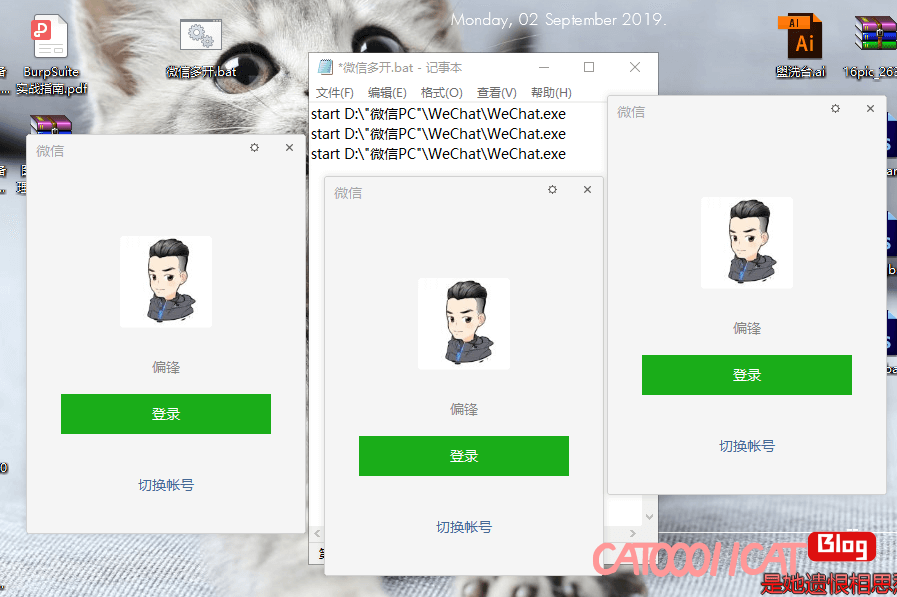 Monday, 02 September 2019.
BurpSuite
实战指南.pdf
微信多开.bat
盥洗台.ai
*微信多开.bat - 记事本
文件(F) 编辑(E) 格式(O) 查看(V) 帮助(H)
start D:\"微信PC"\WeChat\WeChat.exe
start D:\"微信PC"\WeChat\WeChat.exe
start D:\"微信PC"\WeChat\WeChat.exe
微信
偏锋
登录
切换帐号
微信
偏锋
登录
切换帐号
微信
偏锋
登录
切换帐号
Blog
是她遗恨相思